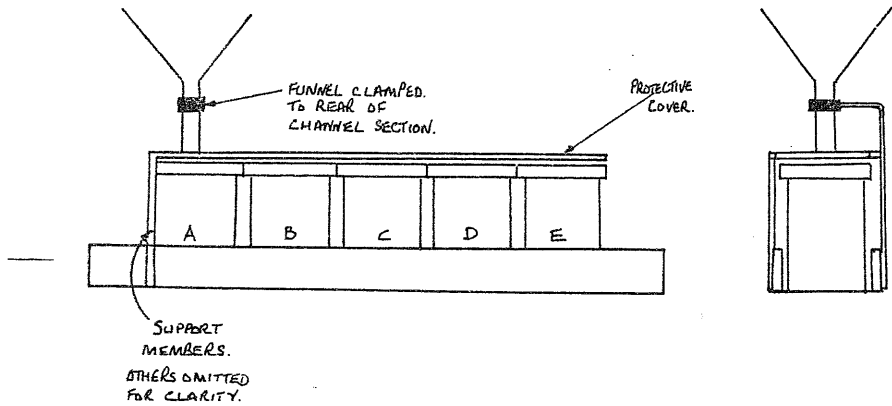 FUNNEL CLAMPED.
TO REAR OF
CHANNEL SECTION.
PROTECTIVE
COVER.
A B C D E
SUPPORT
MEMBERS.
OTHERS OMITTED
FOR CLARITY.